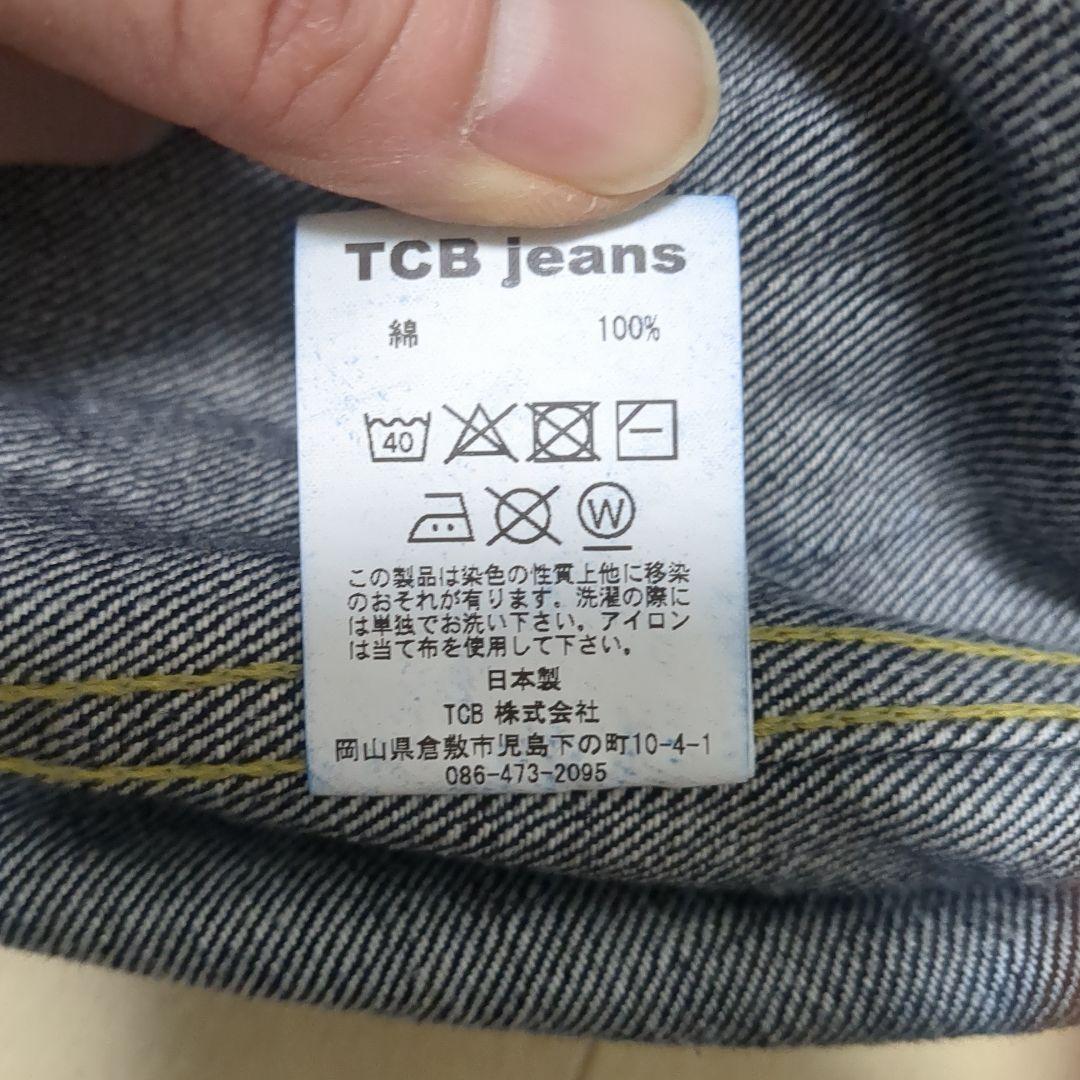 TCB jeans
綿 100%
40
W
この製品は染色の性質上他に移染
のおそれが有ります。洗濯の際に
は単独でお洗い下さい。アイロン
は当て布を使用して下さい。
日本製
TCB 株式会社
岡山県倉敷市児島下の町10-4-1
086-473-2095